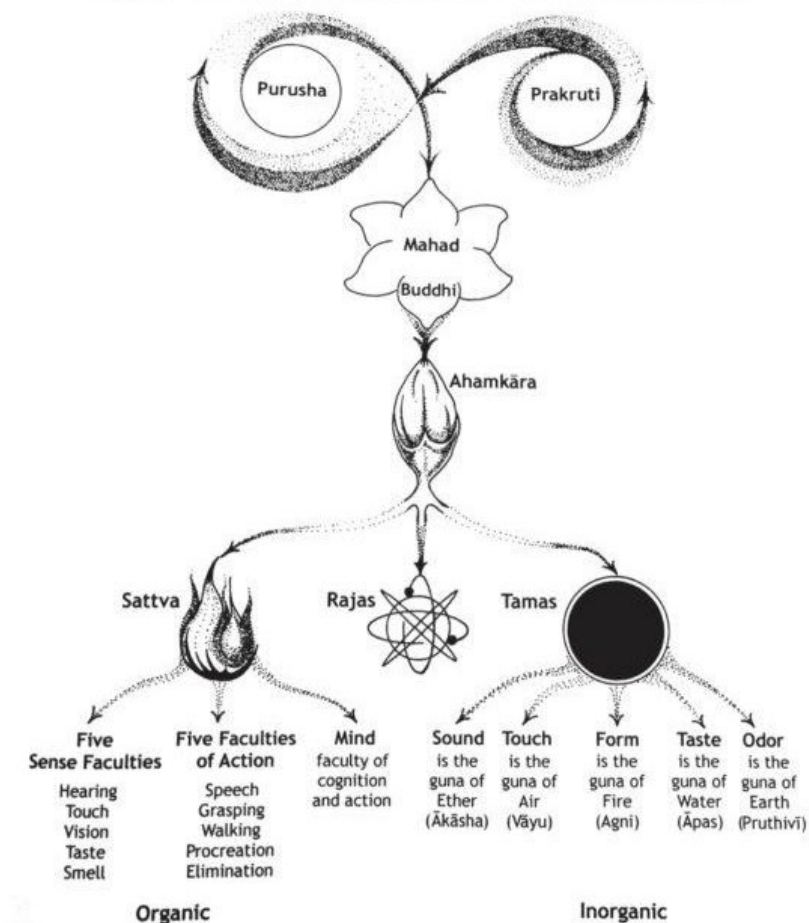 Purusha
Prakruti
Mahad
Buddhi
Ahamkāra
Sattva
Rajas
Tamas
Five
Sense Faculties
Hearing
Touch
Vision
Taste
Smell
Five Faculties
of Action
Speech
Grasping
Walking
Procreation
Elimination
Mind
faculty of
cognition
and action
Sound
is the
guna of
Ether
(Ākāsha)
Touch
is the
guna of
Air
(Vāyu)
Form
is the
guna of
Fire
(Agni)
Taste
is the
guna of
Water
(Āpas)
Odor
is the
guna of
Earth
(Pruthivī)
Organic
Inorganic